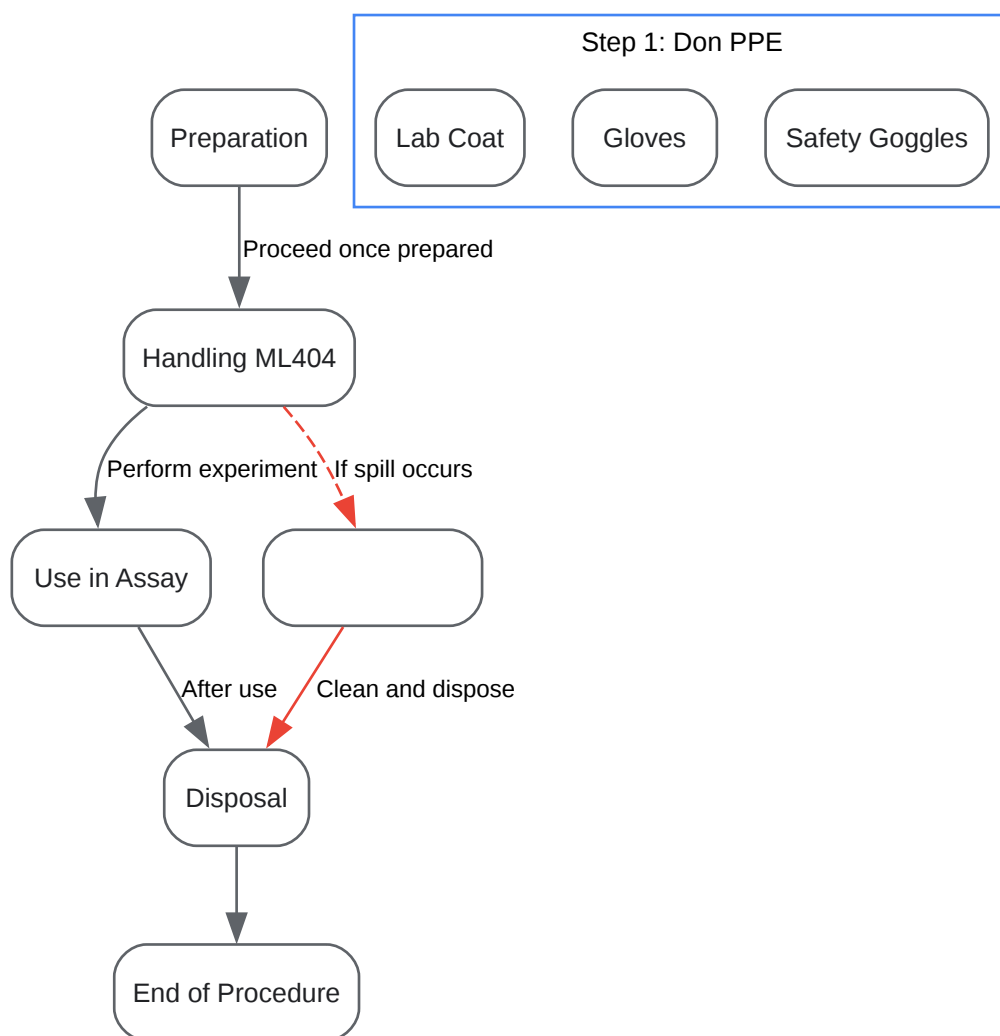 Step 1: Don PPE
Preparation
Lab Coat
Gloves
Safety Goggles
Proceed once prepared
Handling ML404
Perform experiment
If spill occurs
Use in Assay
After use
Clean and dispose
Disposal
End of Procedure